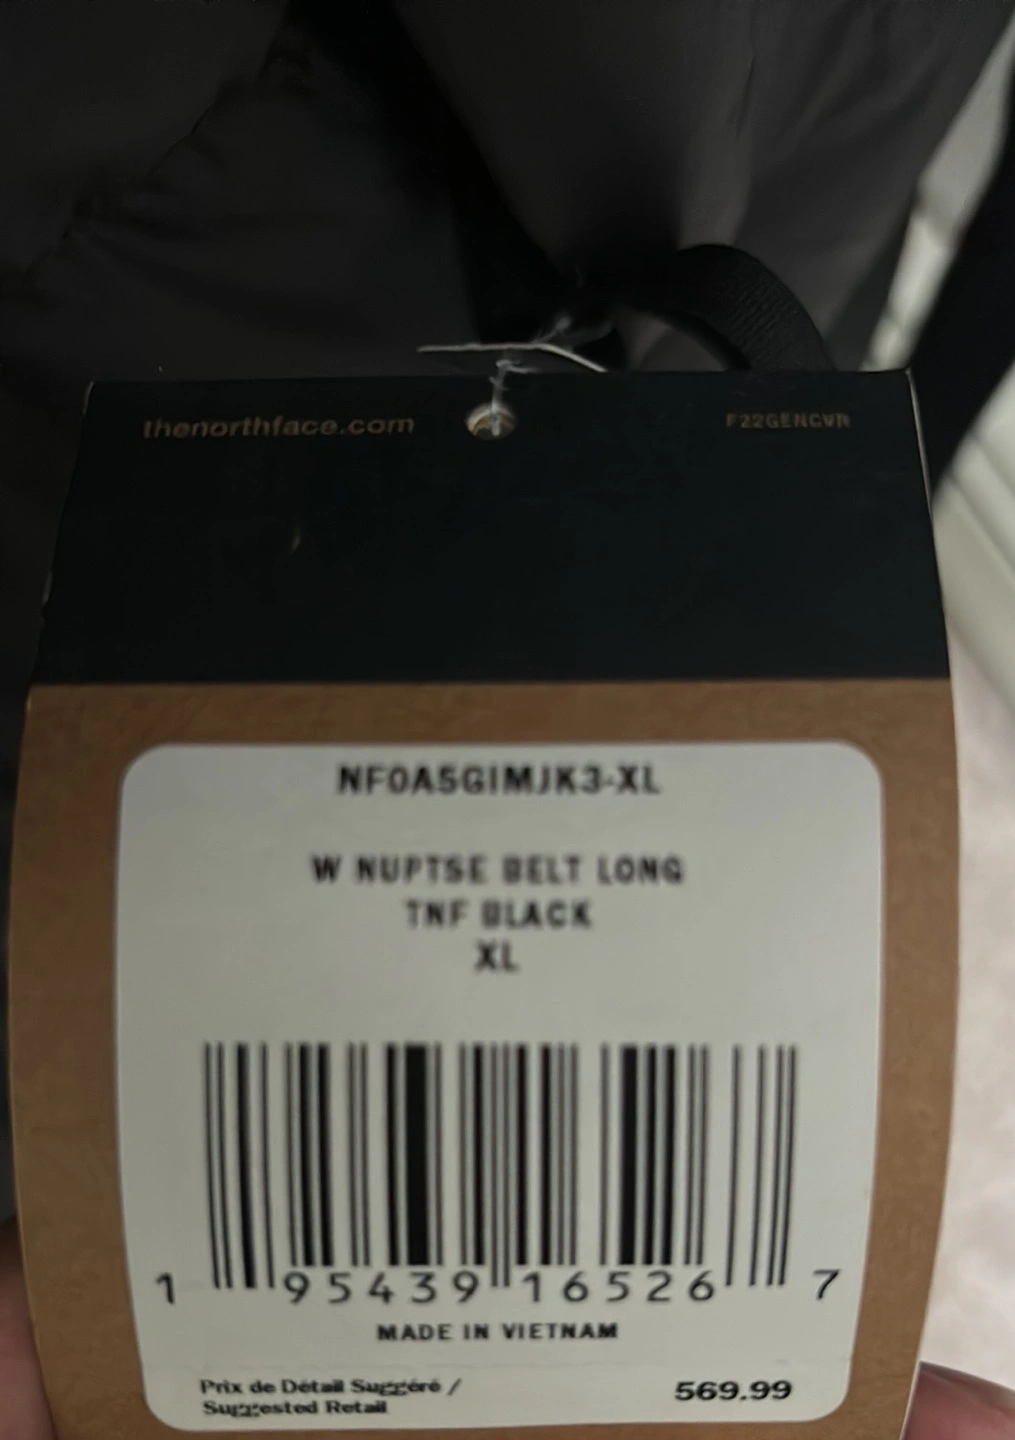 thenorthface.com
F22GENCVR
NF0A5GIMJK3-XL
W NUPTSE BELT LONG
TNF BLACK
XL
1 95439 16526 7
MADE IN VIETNAM
Prix de Détail Suggéré /
Suggested Retail
569.99